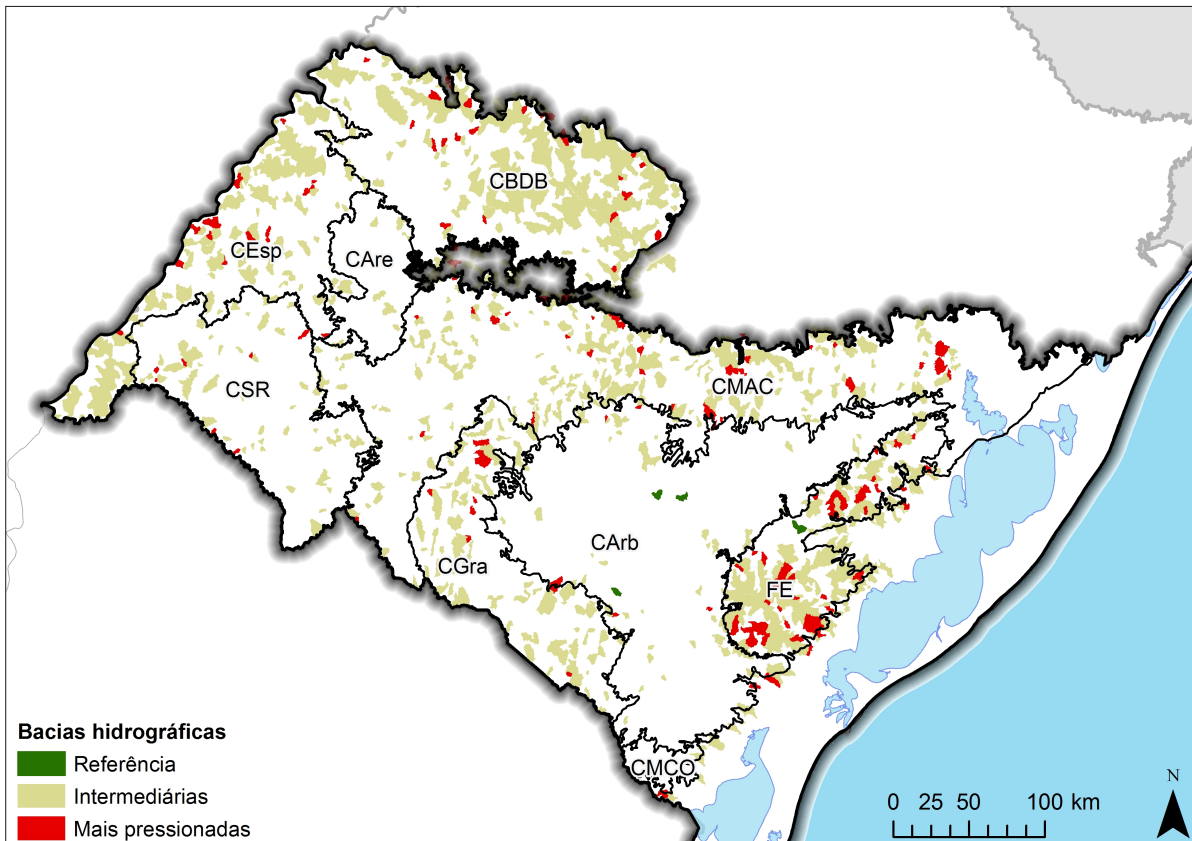 CBDB
CEsp
CAre
CSR
CMAC
CArb
CGra
FE
CMCO
Bacias hidrográficas
Referência
Intermediárias
Mais pressionadas
0 25 50 100 km
N